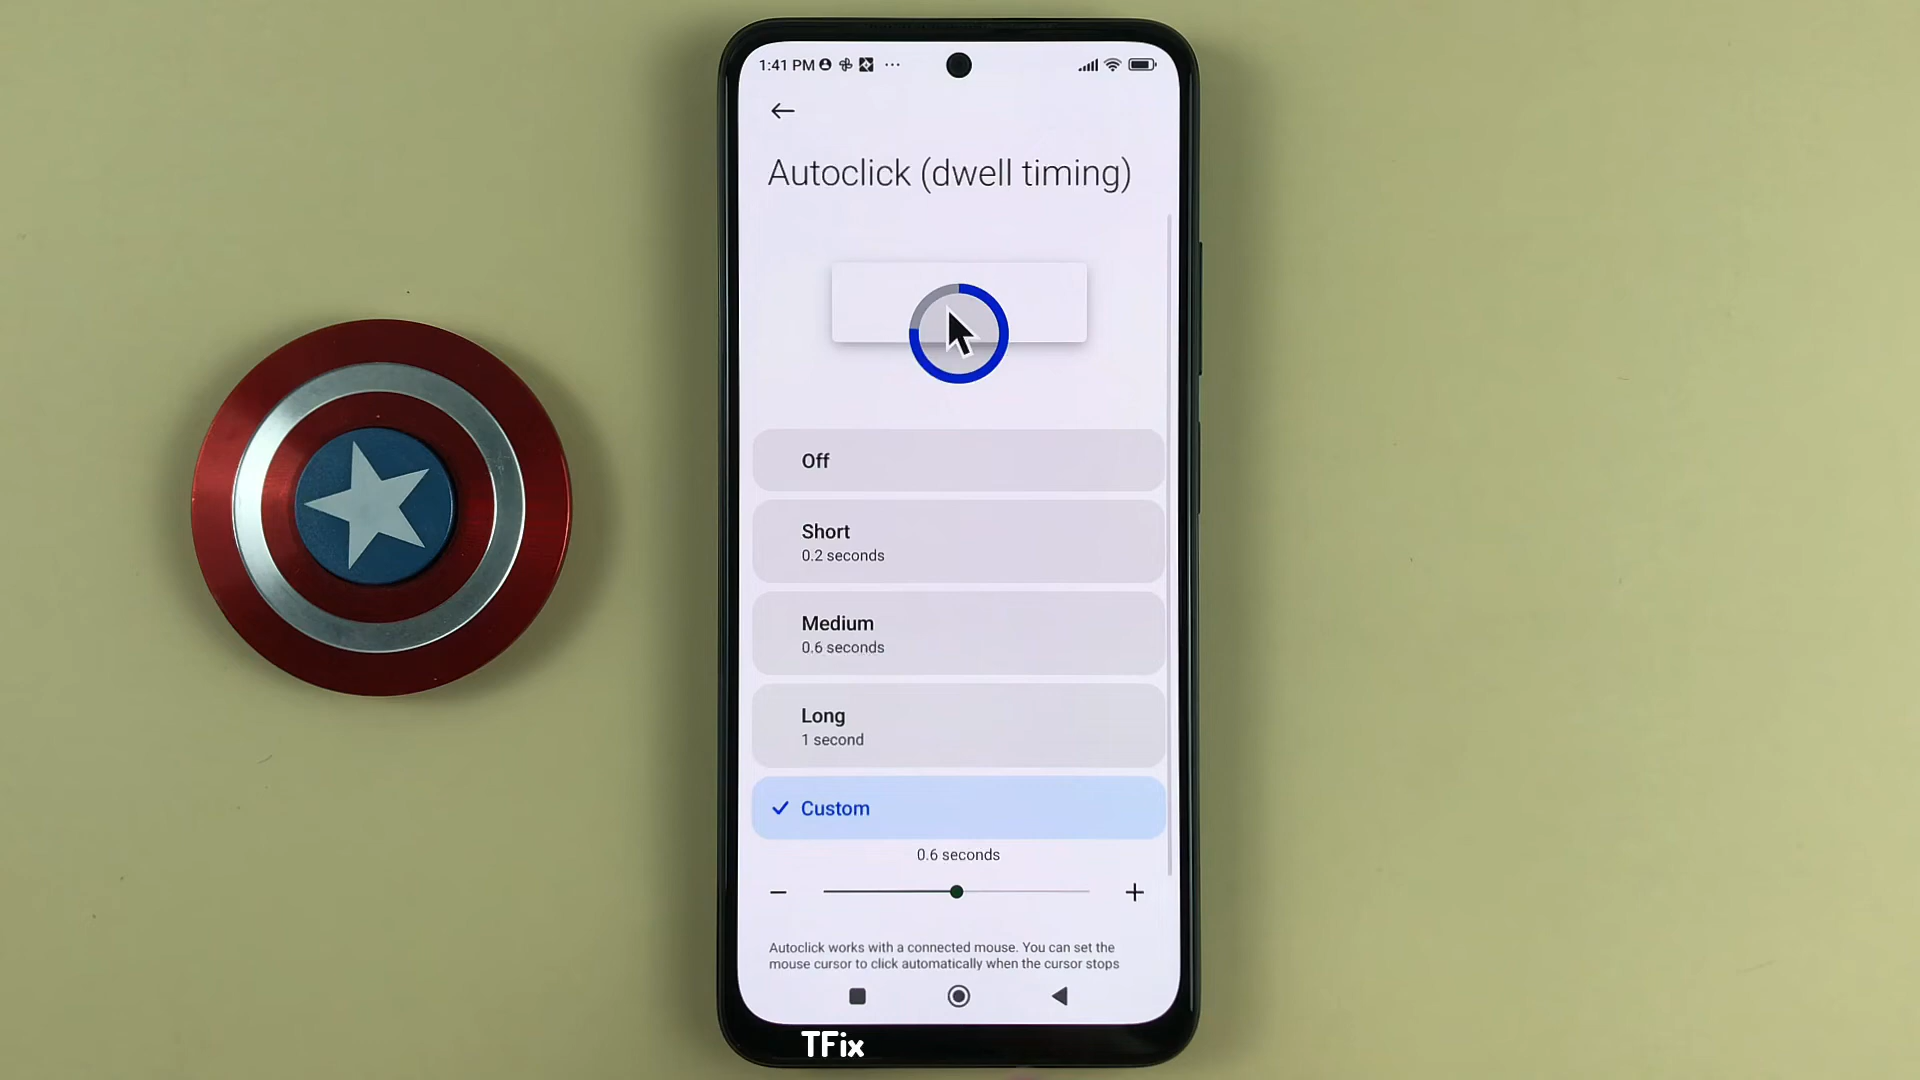 1:41 PM
Autoclick (dwell timing)
Off
Short
0.2 seconds
Medium
0.6 seconds
Long
1 second
Custom
0.6 seconds
Autoclick works with a connected mouse. You can set the
mouse cursor to click automatically when the cursor stops
TFix